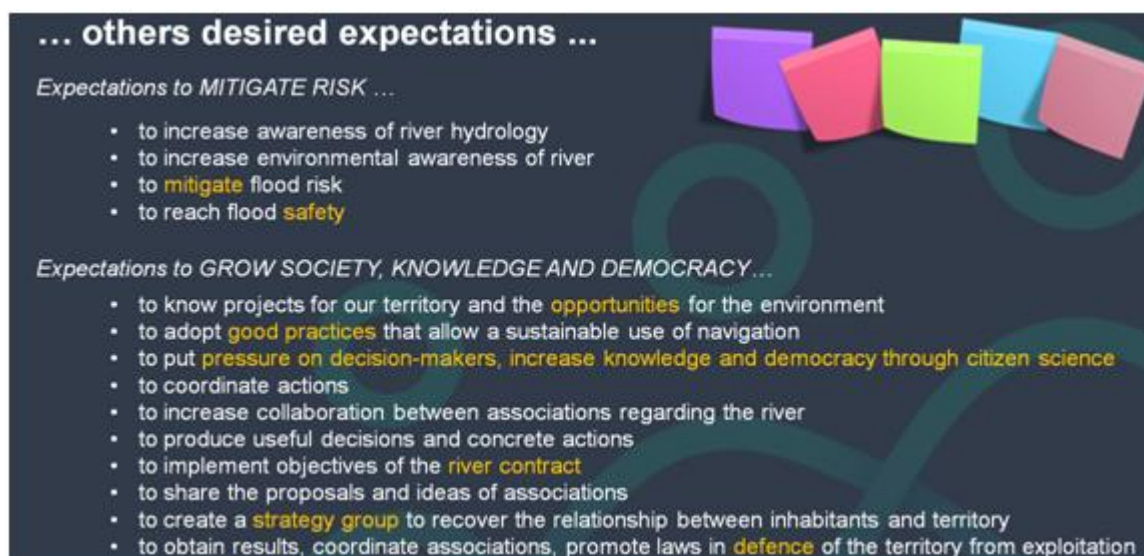 ... others desired expectations ...
Expectations to MITIGATE RISK ...
• to increase awareness of river hydrology
• to increase environmental awareness of river
• to mitigate flood risk
• to reach flood safety
Expectations to GROW SOCIETY, KNOWLEDGE AND DEMOCRACY...
• to know projects for our territory and the opportunities for the environment
• to adopt good practices that allow a sustainable use of navigation
• to put pressure on decision-makers, increase knowledge and democracy through citizen science
• to coordinate actions
• to increase collaboration between associations regarding the river
• to produce useful decisions and concrete actions
• to implement objectives of the river contract
• to share the proposals and ideas of associations
• to create a strategy group to recover the relationship between inhabitants and territory
• to obtain results, coordinate associations, promote laws in defence of the territory from exploitation